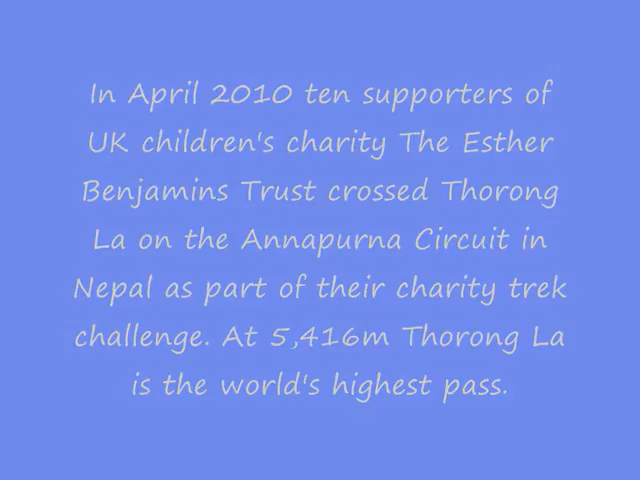 In April 2010 ten supporters of
UK children's charity The Esther
Benjamins Trust crossed Thorong
La on the Annapurna Circuit in
Nepal as part of their charity trek
challenge. At 5,416m Thorong La
is the world's highest pass.